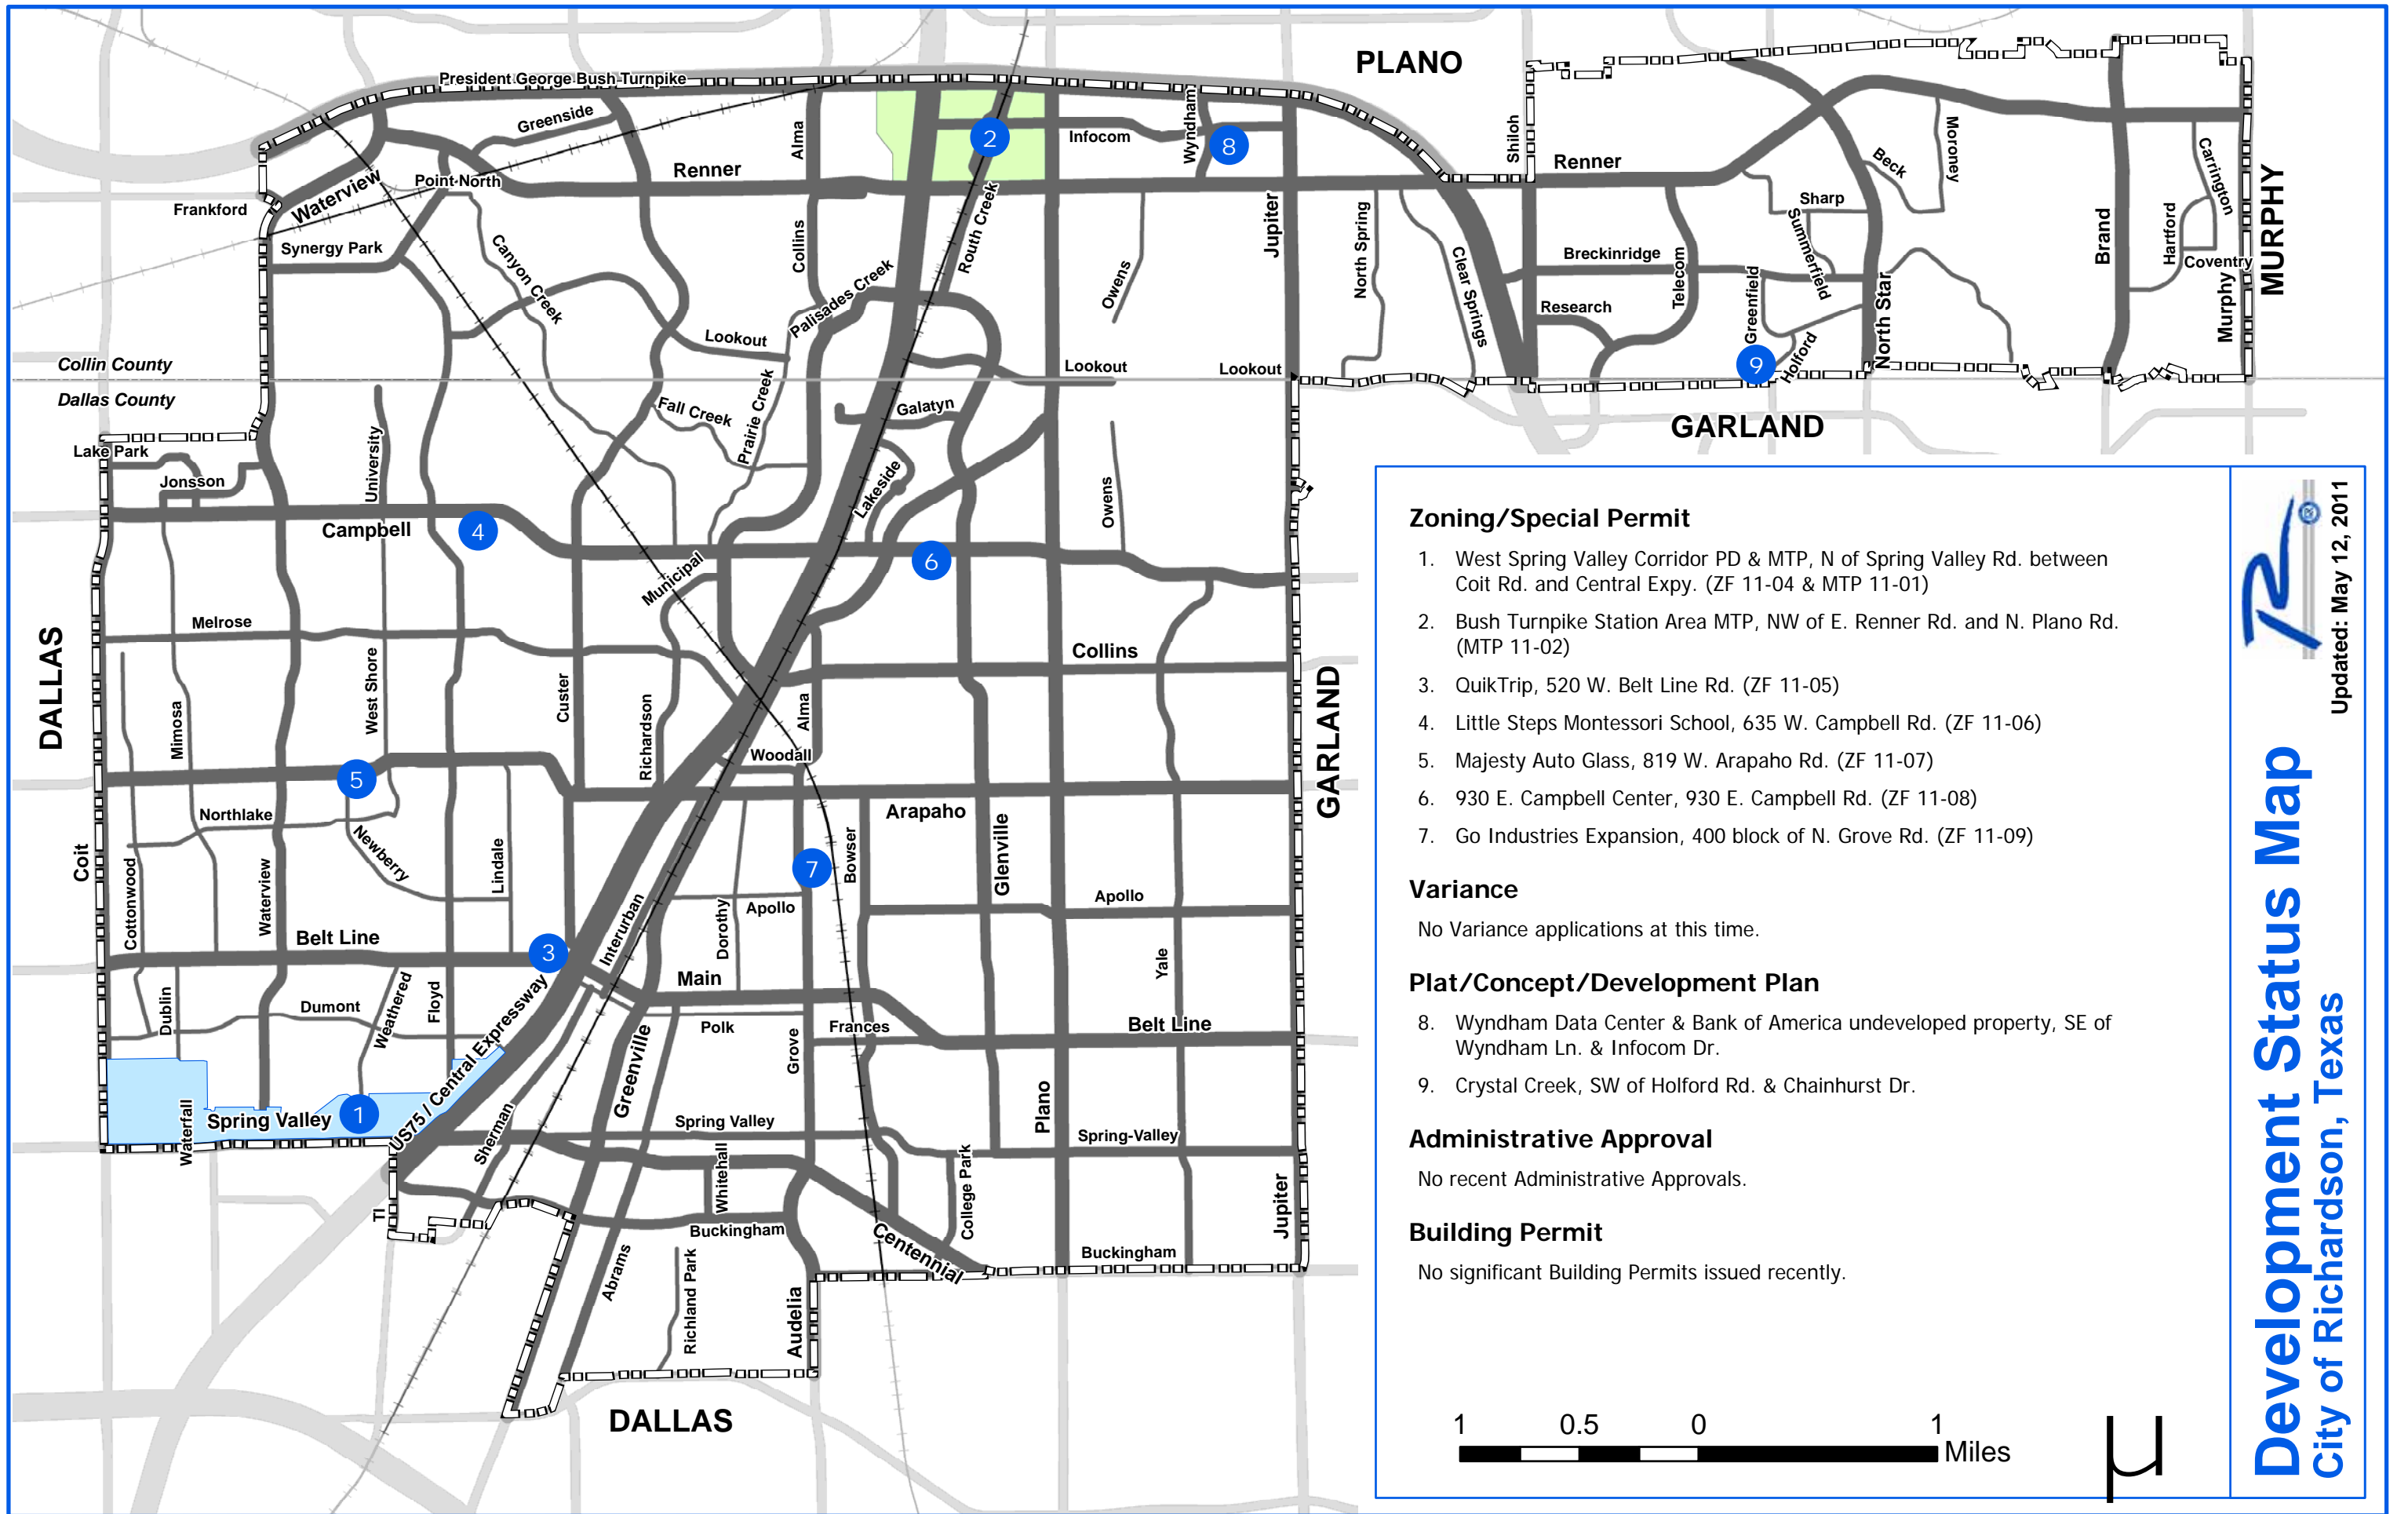 PLANO
President George Bush Turnpike
Greenside
Alma
2
Infocom
Wyndham
8
Shiloh
Renner
Renner
Moroney
Beck
Carrington
MURPHY
Point North
Waterview
Frankford
Synergy Park
Canyon Creek
Collins
Routh Creek
Palisades Creek
Owens
Jupiter
North Spring
Clear Springs
Breckinridge
Telecom
Research
Sharp
Summerfield
Greenfield
Holford
North Star
Brand
Hartford
Coventry
Murphy
9
Lookout
Lookout
Lookout
Collin County
Dallas County
Fall Creek
Prairie Creek
Galatyn
GARLAND
Lake Park
Jonsson
University
Lakeside
Owens
Campbell
4
6
Municipal
DALLAS
Melrose
Collins
West Shore
Mimosa
Custer
Richardson
Alma
Woodall
GARLAND
5
Northlake
Newberry
Arapaho
Coit
Cottonwood
Waterview
Lindale
7
Bowser
Glenville
Interurban
Dorothy
Apollo
Apollo
Belt Line
3
Main
Yale
Dublin
Dumont
Weathered
Floyd
US75 / Central Expressway
Polk
Frances
Belt Line
Grove
Greenville
Plano
Waterfall
Spring Valley
1
Sherman
Spring Valley
Spring-Valley
Whitehall
College Park
Jupiter
TI
Buckingham
Centennial
Buckingham
Abrams
Richland Park
Audelia
DALLAS
Zoning/Special Permit
1. West Spring Valley Corridor PD & MTP, N of Spring Valley Rd. between
Coit Rd. and Central Expy. (ZF 11-04 & MTP 11-01)
2. Bush Turnpike Station Area MTP, NW of E. Renner Rd. and N. Plano Rd.
(MTP 11-02)
3. QuikTrip, 520 W. Belt Line Rd. (ZF 11-05)
4. Little Steps Montessori School, 635 W. Campbell Rd. (ZF 11-06)
5. Majesty Auto Glass, 819 W. Arapaho Rd. (ZF 11-07)
6. 930 E. Campbell Center, 930 E. Campbell Rd. (ZF 11-08)
7. Go Industries Expansion, 400 block of N. Grove Rd. (ZF 11-09)
Variance
No Variance applications at this time.
Plat/Concept/Development Plan
8. Wyndham Data Center & Bank of America undeveloped property, SE of
Wyndham Ln. & Infocom Dr.
9. Crystal Creek, SW of Holford Rd. & Chainhurst Dr.
Administrative Approval
No recent Administrative Approvals.
Building Permit
No significant Building Permits issued recently.
1 0.5 0 1
Miles
µ
Updated: May 12, 2011
Development Status Map
City of Richardson, Texas